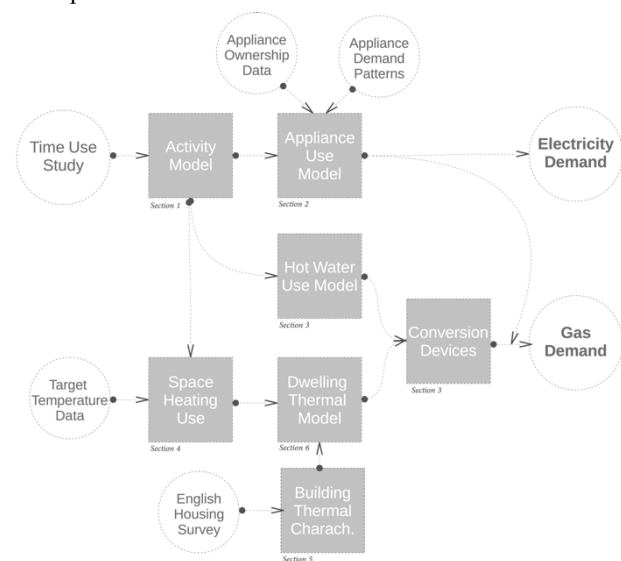 Appliance
Ownership
Data
Appliance
Demand
Patterns
Time Use
Study
Activity
Model
Section 1
Appliance
Use
Model
Section 2
Electricity
Demand
Hot Water
Use Model
Section 3
Conversion
Devices
Section 3
Gas
Demand
Target
Temperature
Data
Space
Heating
Use
Section 4
Dwelling
Thermal
Model
Section 6
English
Housing
Survey
Building
Thermal
Charach.
Section 5